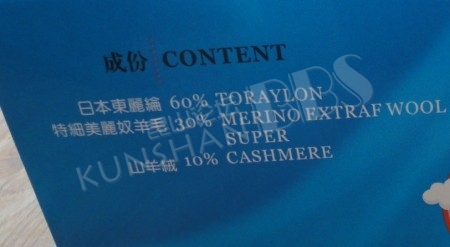 成份 CONTENT
日本東麗綸 60% TORAYLON
特細美麗奴羊毛 30% MERINO EXTRAF WOOL
SUPER
山羊絨 10% CASHMERE
KUNSHAN BBS